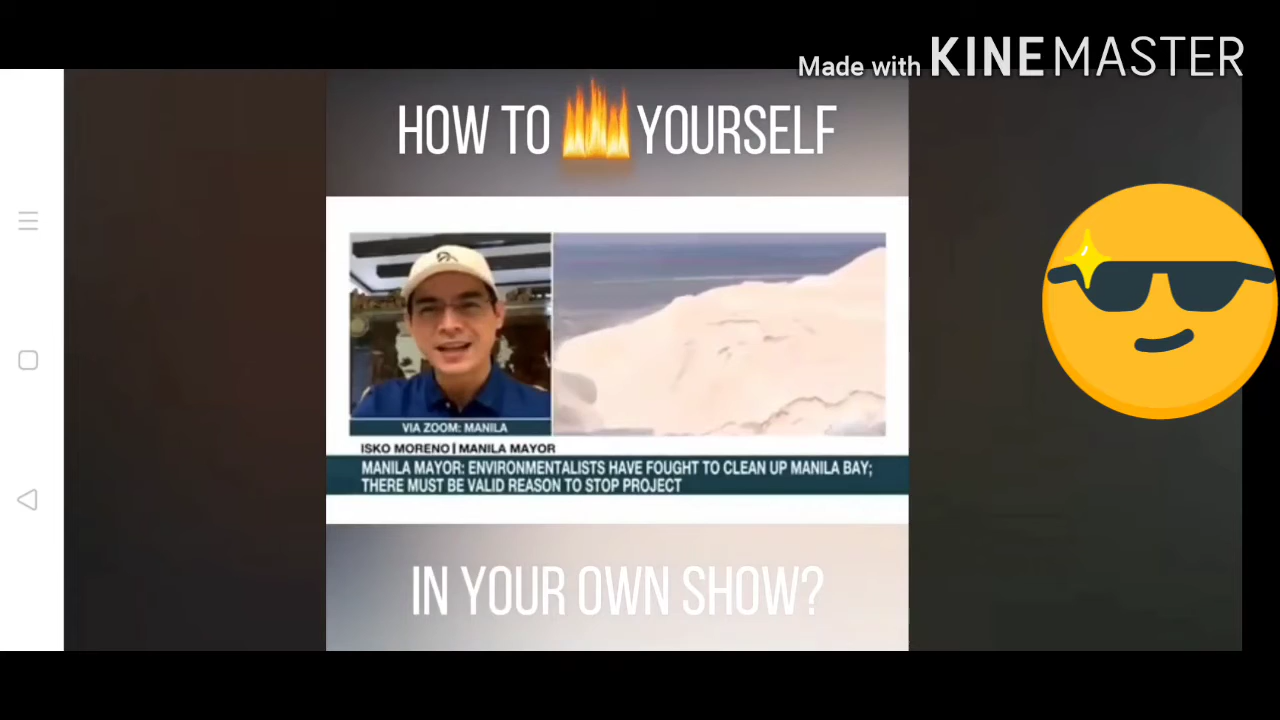 Made with KINEMASTER
HOW TO YOURSELF
VIA ZOOM: MANILA
ISKO MORENO | MANILA MAYOR
MANILA MAYOR: ENVIRONMENTALISTS HAVE FOUGHT TO CLEAN UP MANILA BAY;
THERE MUST BE VALID REASON TO STOP PROJECT
IN YOUR OWN SHOW?